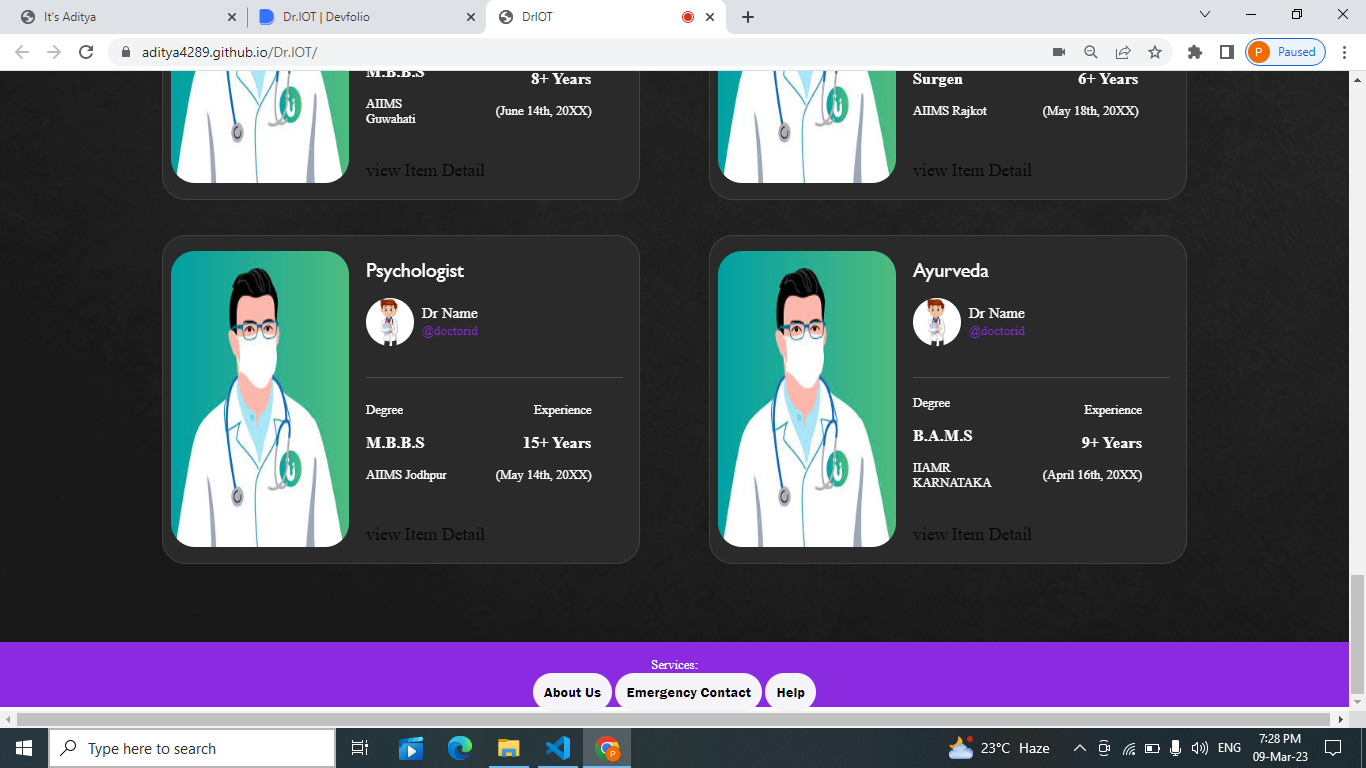 It's Aditya
Dr.IOT | Devfolio
DrIOT
aditya4289.github.io/Dr.IOT/
P Paused
M.B.B.S 8+ Years
AIIMS
Guwahati
(June 14th, 20XX)
view Item Detail
Surgen 6+ Years
AIIMS Rajkot (May 18th, 20XX)
view Item Detail
Psychologist
Dr Name
@doctorid
Degree Experience
M.B.B.S 15+ Years
AIIMS Jodhpur (May 14th, 20XX)
view Item Detail
Ayurveda
Dr Name
@doctorid
Degree Experience
B.A.M.S 9+ Years
IIAMR
KARNATAKA
(April 16th, 20XX)
view Item Detail
Services:
About Us Emergency Contact Help
Type here to search
P
23°C Haze
ENG
7:28 PM
09-Mar-23